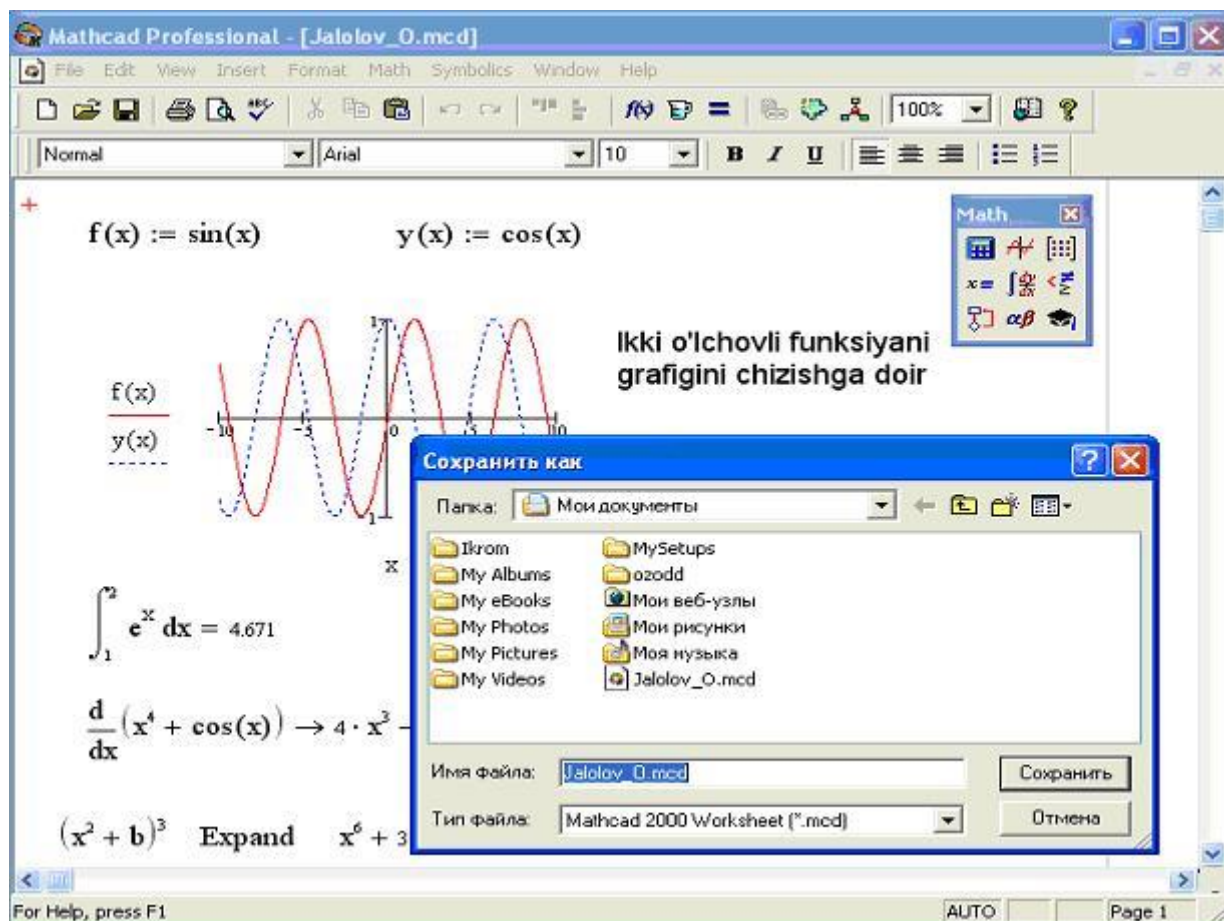 Mathcad Professional - [Jalolov_O.mcd]
File Edit View Insert Format Math Symbolics Window Help
100%
Normal Arial 10 B I U
f(x) := sin(x) y(x) := cos(x)
Math
Ikki o'lchovli funksiyani
grafigini chizishga doir
f(x)
y(x)
1
-10 -5 0 5 10
-1
x
∫₁² eˣ dx = 4.671
d/dx (x⁴ + cos(x)) → 4 · x³ -
(x² + b)³ Expand x⁶ + 3
Сохранить как
Папка: Мои документы
Ikrom MySetups
My Albums ozodd
My eBooks Мои веб-узлы
My Photos Мои рисунки
My Pictures Моя музыка
My Videos Jalolov_O.mcd
Имя файла: Jalolov_O.mcd Сохранить
Тип файла: Mathcad 2000 Worksheet (*.mcd) Отмена
For Help, press F1 AUTO Page 1